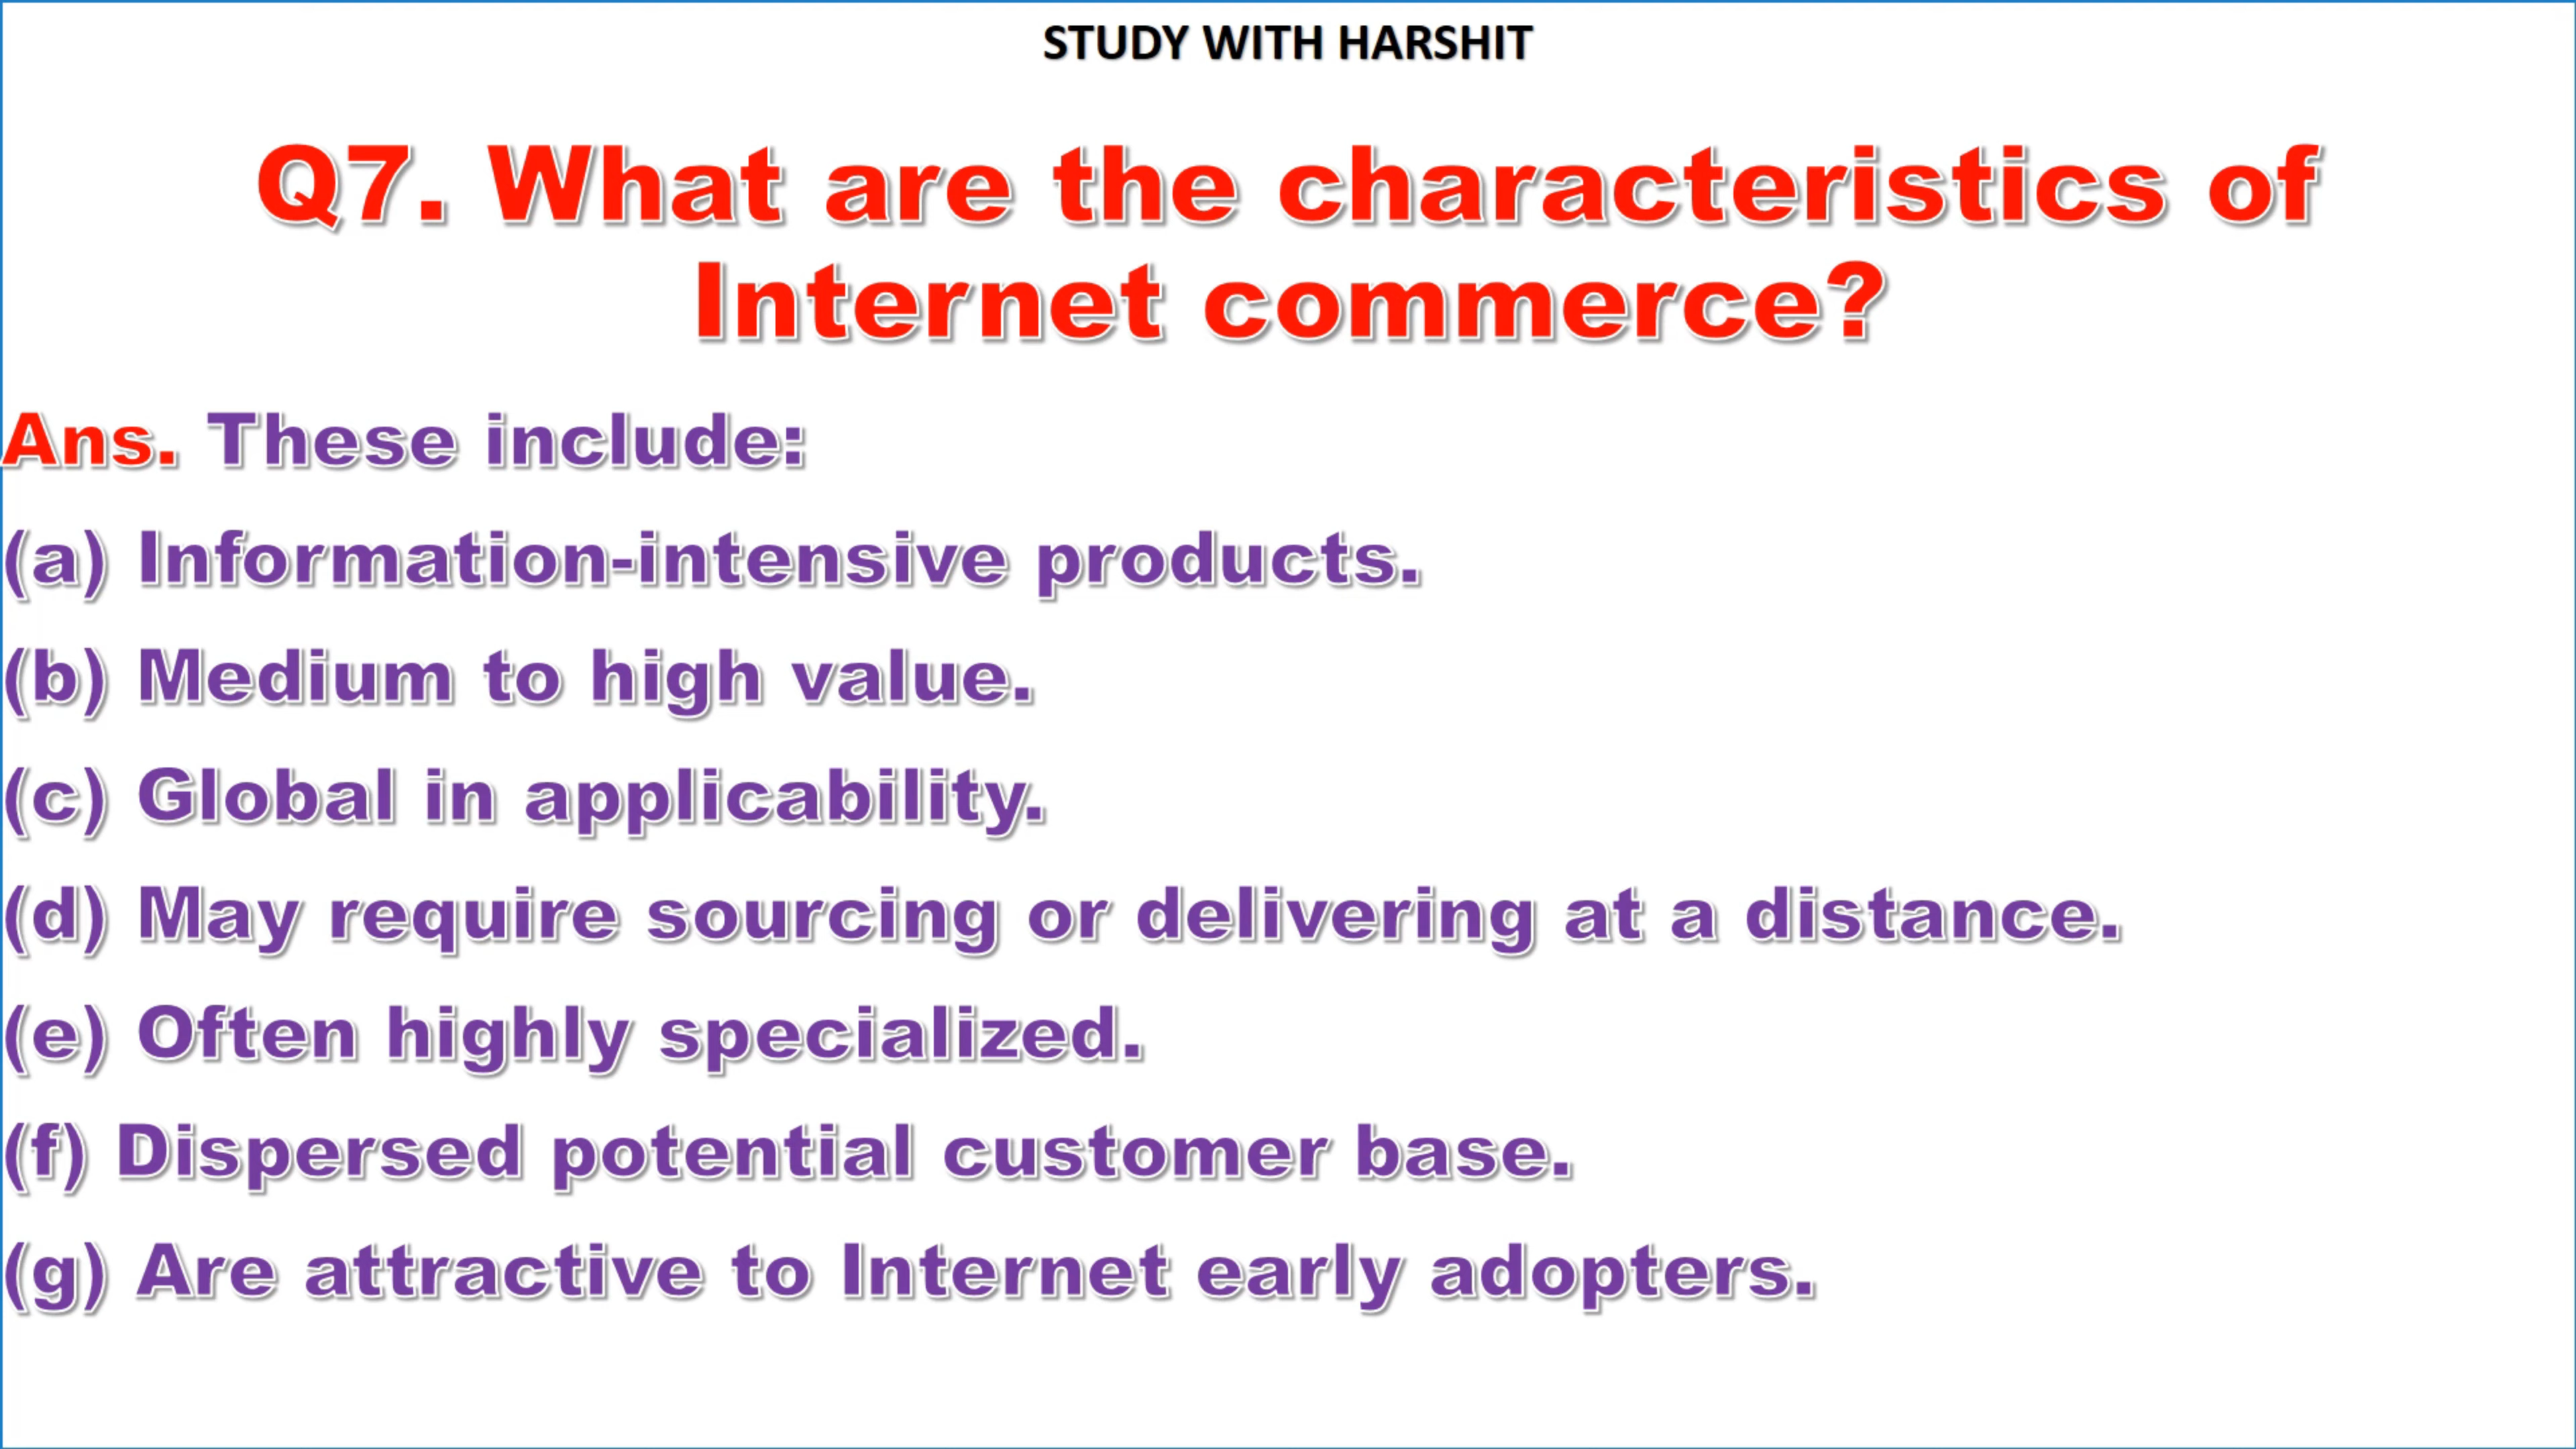 STUDY WITH HARSHIT
Q7. What are the characteristics of
Internet commerce?
Ans. These include:
(a) Information-intensive products.
(b) Medium to high value.
(c) Global in applicability.
(d) May require sourcing or delivering at a distance.
(e) Often highly specialized.
(f) Dispersed potential customer base.
(g) Are attractive to Internet early adopters.